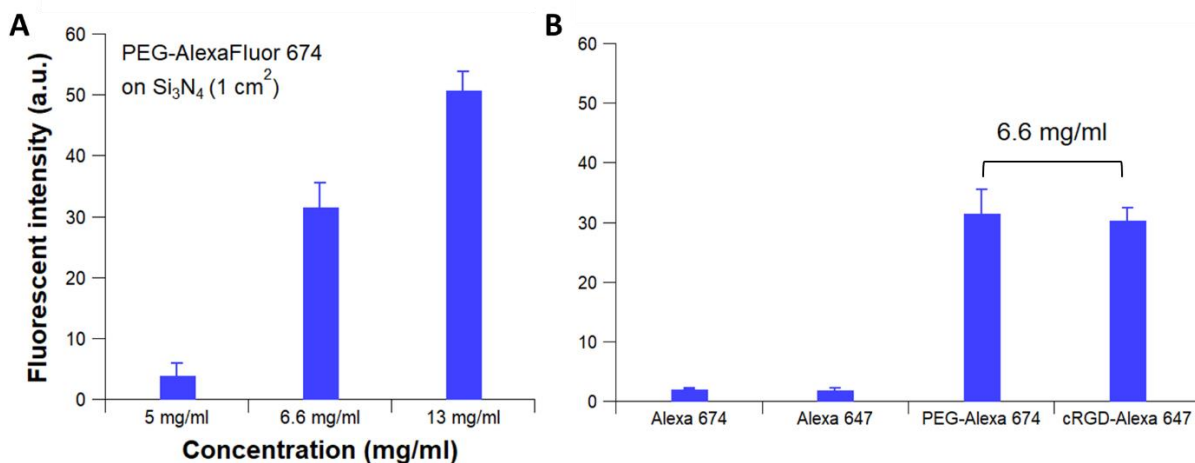 A
Fluorescent intensity (a.u.)
60
50
40
30
20
10
0
PEG-AlexaFluor 674
on Si₃N₄ (1 cm²)
5 mg/ml
6.6 mg/ml
13 mg/ml
Concentration (mg/ml)
B
60
50
40
30
20
10
0
6.6 mg/ml
Alexa 674
Alexa 647
PEG-Alexa 674
cRGD-Alexa 647